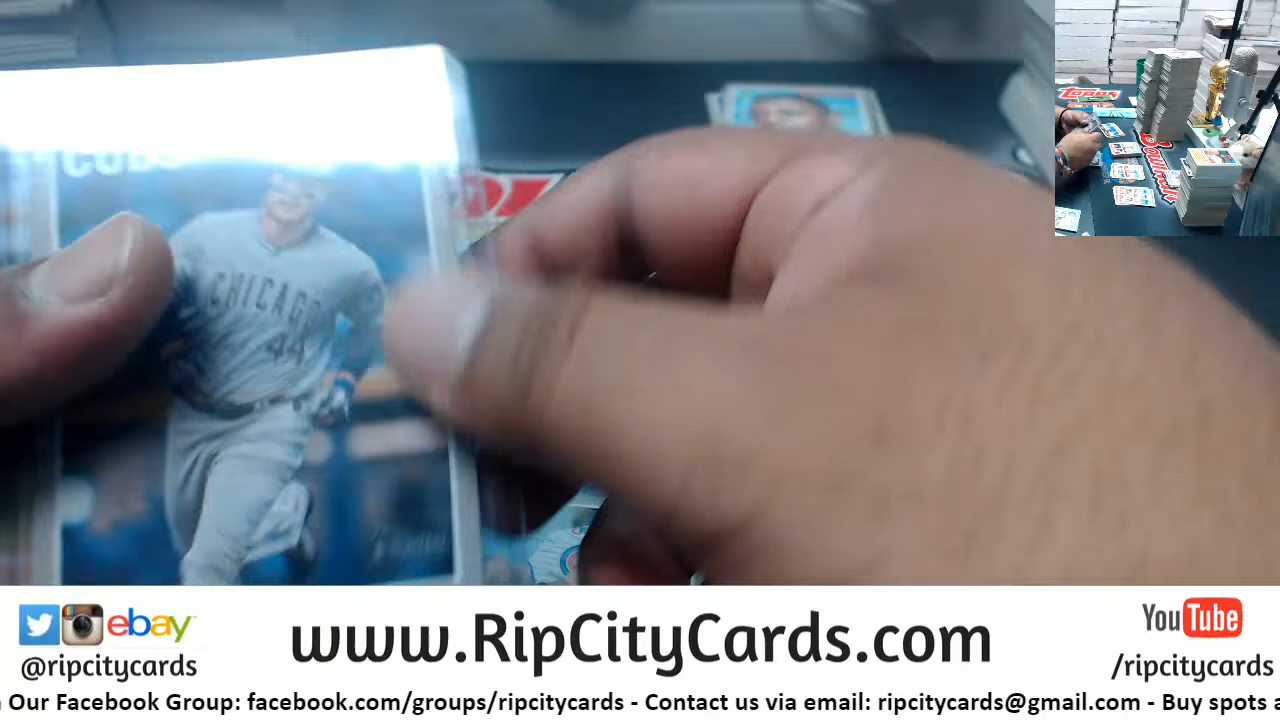 CUBS
CHICAGO
44
Topps
Bowman
ebay
@ripcitycards
www.RipCityCards.com
YouTube
/ripcitycards
Our Facebook Group: facebook.com/groups/ripcitycards - Contact us via email: ripcitycards@gmail.com - Buy spots a